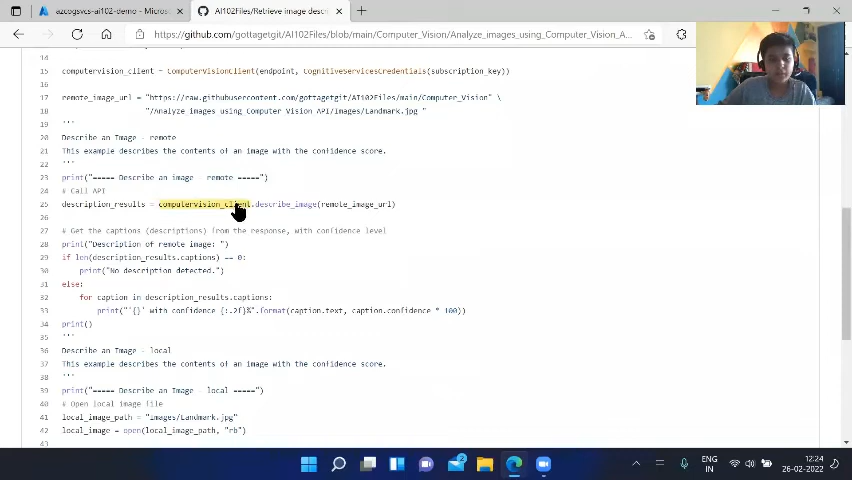 azcogsvcs-ai102-demo - Micros
AI102Files/Retrieve image descri
https://github.com/gottagetgit/AI102Files/blob/main/Computer_Vision/Analyze_images_using_Computer_Vision_A...
14
15 computervision_client = ComputerVisionClient(endpoint, CognitiveServicesCredentials(subscription_key))
16
17 remote_image_url = "https://raw.githubusercontent.com/gottagetgit/AI102Files/main/Computer_Vision" \
18 "/Analyze images using Computer Vision API/Images/Landmark.jpg "
19 '''
20 Describe an Image - remote
21 This example describes the contents of an image with the confidence score.
22 '''
23 print("===== Describe an image - remote =====")
24 # Call API
25 description_results = computervision_client.describe_image(remote_image_url)
26
27 # Get the captions (descriptions) from the response, with confidence level
28 print("Description of remote image: ")
29 if len(description_results.captions) == 0:
30 print("No description detected.")
31 else:
32 for caption in description_results.captions:
33 print("'{}' with confidence {:.2f}%".format(caption.text, caption.confidence * 100))
34 print()
35 '''
36 Describe an Image - local
37 This example describes the contents of an image with the confidence score.
38 '''
39 print("===== Describe an Image - local =====")
40 # Open local image file
41 local_image_path = "Images/Landmark.jpg"
42 local_image = open(local_image_path, "rb")
43
ENG
IN
12:24
26-02-2022